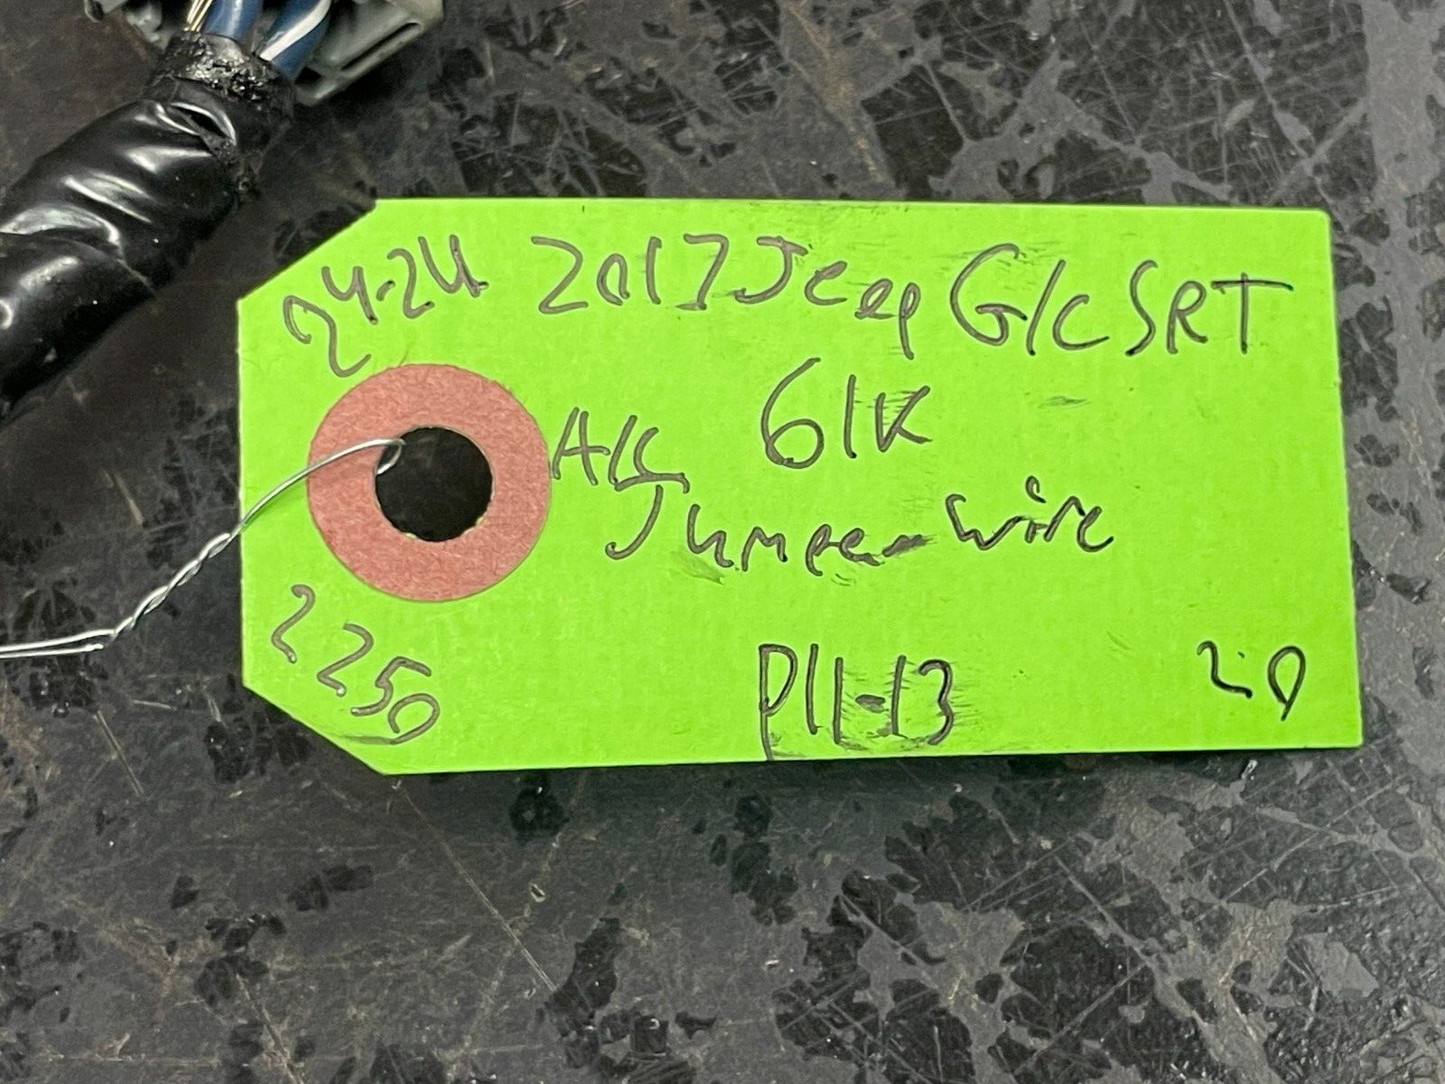 24-24 2017 Jeep G/C SRT
61K
A/C
Jumper wire
2250
P11-13
20